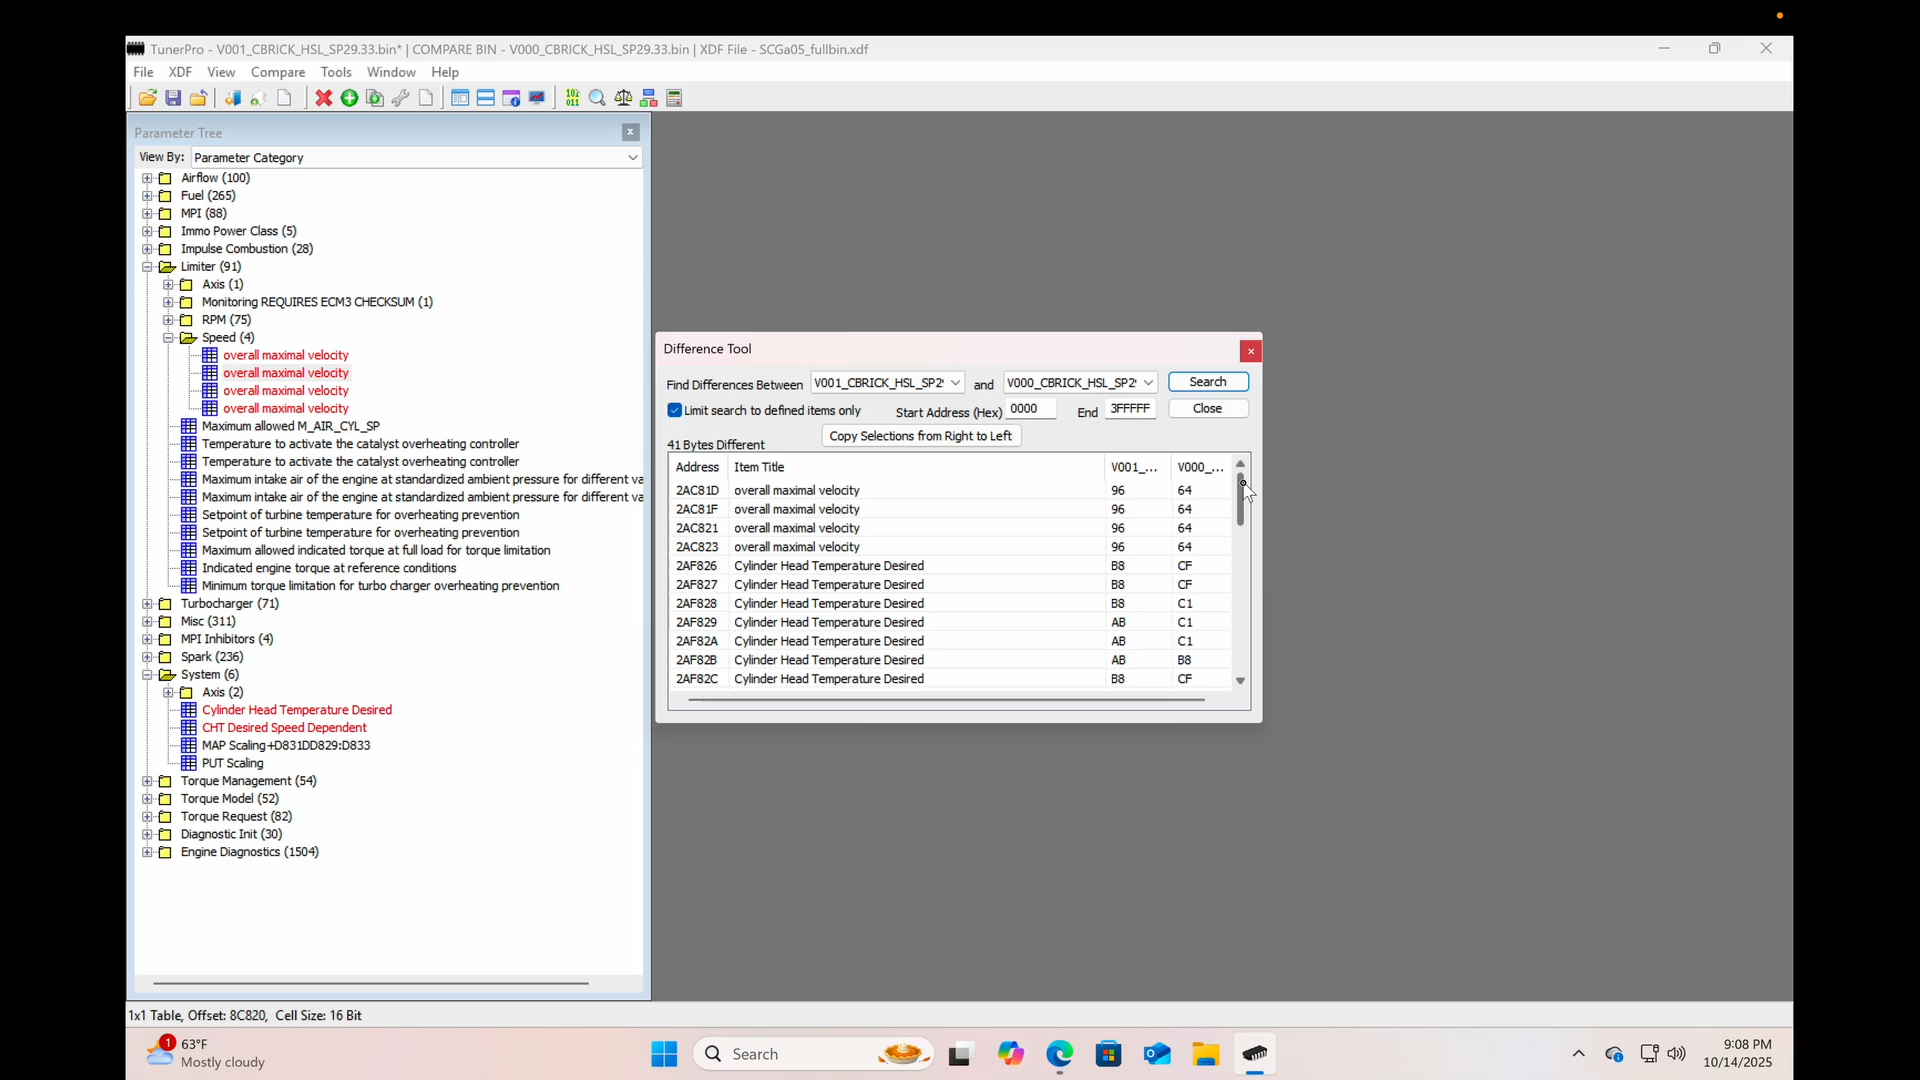 TunerPro - V001_CBRICK_HSL_SP29.33.bin* | COMPARE BIN - V000_CBRICK_HSL_SP29.33.bin | XDF File - SCGa05_fullbin.xdf
File XDF View Compare Tools Window Help
Parameter Tree
View By: Parameter Category
Airflow (100)
Fuel (265)
MPI (88)
Immo Power Class (5)
Impulse Combustion (28)
Limiter (91)
Axis (1)
Monitoring REQUIRES ECM3 CHECKSUM (1)
RPM (75)
Speed (4)
overall maximal velocity
overall maximal velocity
overall maximal velocity
overall maximal velocity
Maximum allowed M_AIR_CYL_SP
Temperature to activate the catalyst overheating controller
Temperature to activate the catalyst overheating controller
Maximum intake air of the engine at standardized ambient pressure for different va
Maximum intake air of the engine at standardized ambient pressure for different va
Setpoint of turbine temperature for overheating prevention
Setpoint of turbine temperature for overheating prevention
Maximum allowed indicated torque at full load for torque limitation
Indicated engine torque at reference conditions
Minimum torque limitation for turbo charger overheating prevention
Turbocharger (71)
Misc (311)
MPI Inhibitors (4)
Spark (236)
System (6)
Axis (2)
Cylinder Head Temperature Desired
CHT Desired Speed Dependent
MAP Scaling+D831DD829:D833
PUT Scaling
Torque Management (54)
Torque Model (52)
Torque Request (82)
Diagnostic Init (30)
Engine Diagnostics (1504)
Difference Tool
Find Differences Between V001_CBRICK_HSL_SP2 and V000_CBRICK_HSL_SP2 Search
Limit search to defined items only Start Address (Hex) 0000 End 3FFFFF Close
41 Bytes Different Copy Selections from Right to Left
Address Item Title V001_... V000_...
2AC81D overall maximal velocity 96 64
2AC81F overall maximal velocity 96 64
2AC821 overall maximal velocity 96 64
2AC823 overall maximal velocity 96 64
2AF826 Cylinder Head Temperature Desired B8 CF
2AF827 Cylinder Head Temperature Desired B8 CF
2AF828 Cylinder Head Temperature Desired B8 C1
2AF829 Cylinder Head Temperature Desired AB C1
2AF82A Cylinder Head Temperature Desired AB C1
2AF82B Cylinder Head Temperature Desired AB B8
2AF82C Cylinder Head Temperature Desired B8 CF
1x1 Table, Offset: 8C820, Cell Size: 16 Bit
1
63°F
Mostly cloudy
Search
9:08 PM
10/14/2025